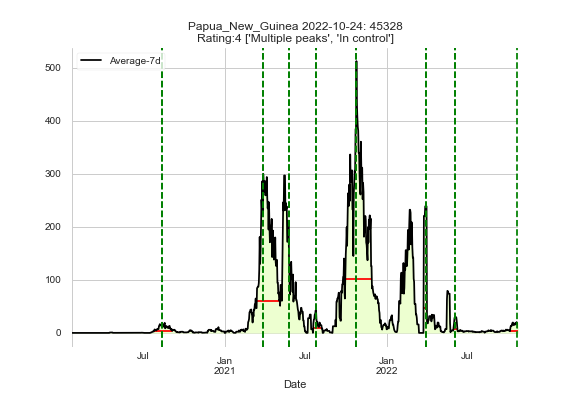 Papua_New_Guinea 2022-10-24: 45328
Rating:4 ['Multiple peaks', 'In control']
Average-7d
500
400
300
200
100
0
Jul
Jan
2021
Jul
Jan
2022
Jul
Date